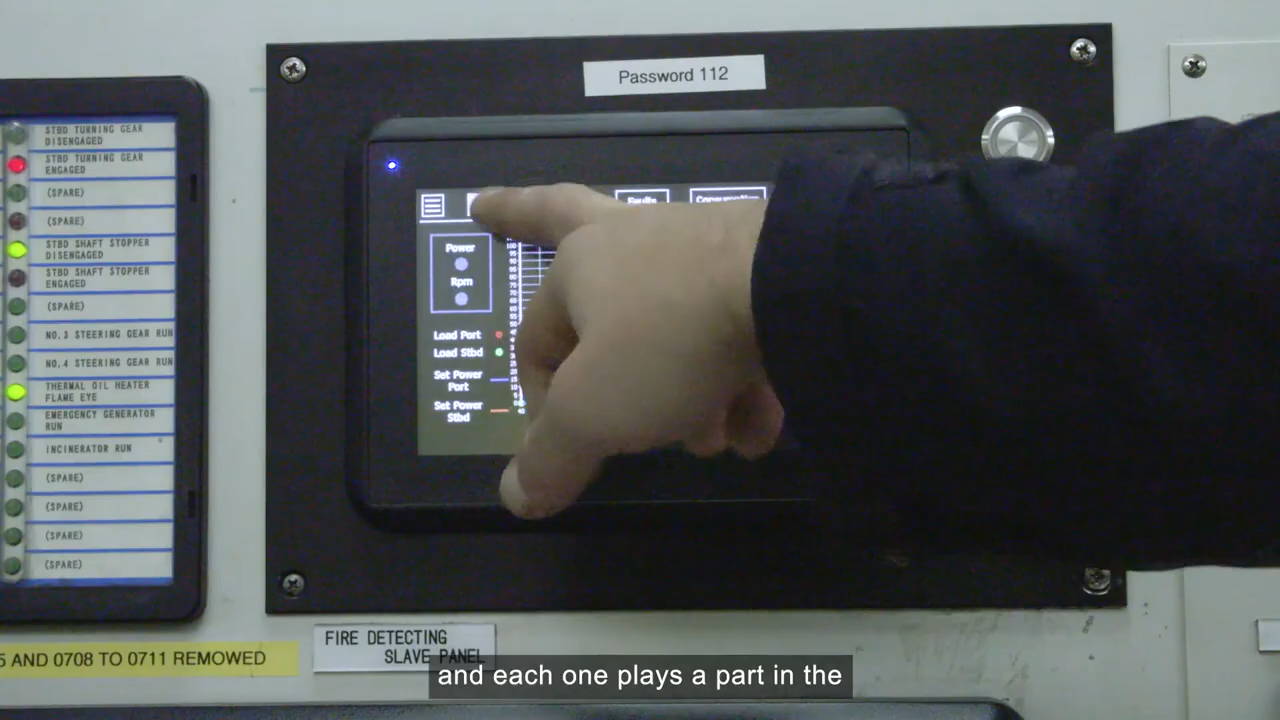 STBD TURNING GEAR
DISENGAGED
STBD TURNING GEAR
ENGAGED
(SPARE)
(SPARE)
STBD SHAFT STOPPER
DISENGAGED
STBD SHAFT STOPPER
ENGAGED
(SPARE)
NO.3 STEERING GEAR RUN
NO.4 STEERING GEAR RUN
THERMAL OIL HEATER
FLAME EYE
EMERGENCY GENERATOR
RUN
INCINERATOR RUN
(SPARE)
(SPARE)
(SPARE)
(SPARE)
5 AND 0708 TO 0711 REMOWED
Password 112
Faults
Consumption
Power
Rpm
Load Port
Load Stbd
Set Power
Port
Set Power
Stbd
FIRE DETECTING
SLAVE PANEL
and each one plays a part in the